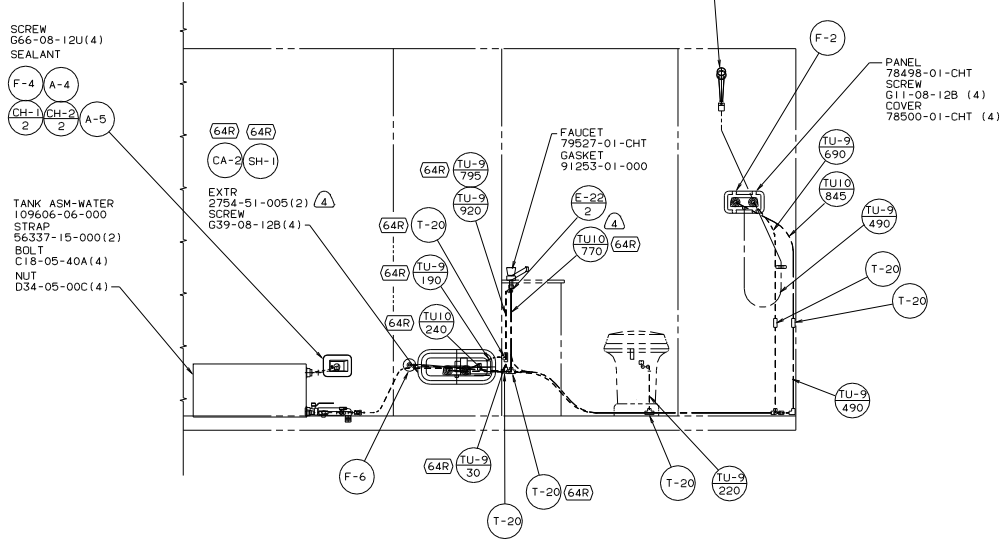 SCREW
G66-08-12U(4)
SEALANT
F-4
A-4
CH-1
2
CH-2
2
A-5
TANK ASM-WATER
109606-06-000
STRAP
56337-15-000(2)
BOLT
C18-05-40A(4)
NUT
D34-05-00C(4)
64R
64R
CA-2
SH-1
EXTR
2754-51-005(2)
4
SCREW
G39-08-12B(4)
64R
TU-9
795
TU-9
920
64R
T-20
64R
TU-9
190
64R
TU10
240
FAUCET
79527-01-CHT
GASKET
91253-01-000
E-22
2
4
TU10
770
64R
F-2
PANEL
78498-01-CHT
SCREW
G11-08-12B (4)
COVER
78500-01-CHT (4)
TU-9
690
TU10
845
TU-9
490
T-20
T-20
TU-9
490
F-6
64R
TU-9
30
T-20
64R
T-20
T-20
TU-9
220